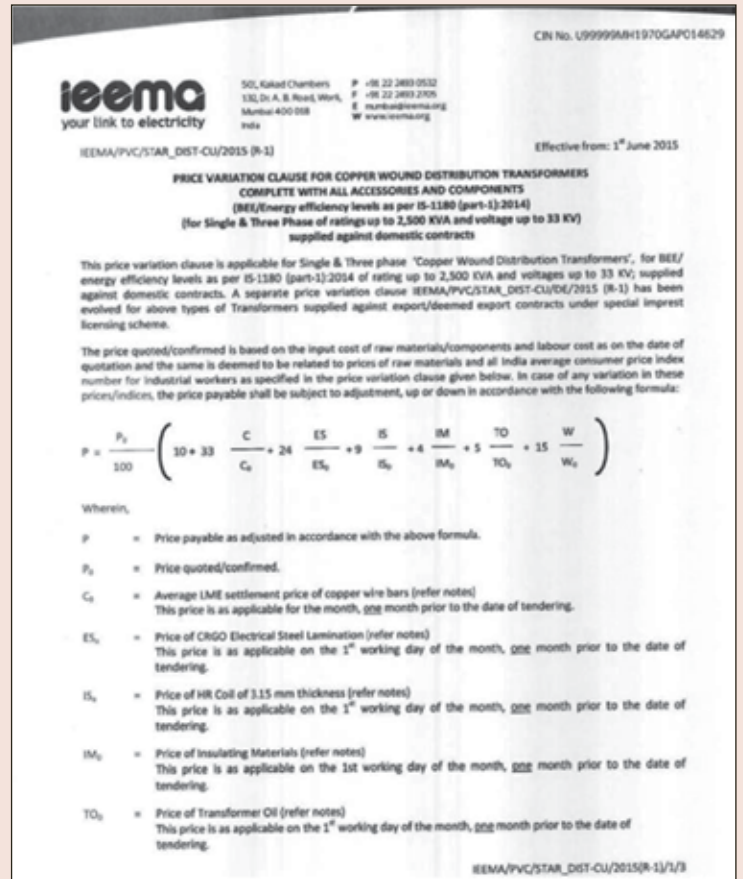 CIN No. U99999MH1970GAP014629
ieema
your link to electricity
501, Kakad Chambers
132, Dr. A. B. Road, Worli,
Mumbai 400 018
India
P +91 22 2493 0532
F +91 22 2493 2705
E mumbai@ieema.org
W www.ieema.org
IEEMA/PVC/STAR_DIST-CU/2015 (R-1)
Effective from: 1st June 2015
PRICE VARIATION CLAUSE FOR COPPER WOUND DISTRIBUTION TRANSFORMERS
COMPLETE WITH ALL ACCESSORIES AND COMPONENTS
(BEE/Energy efficiency levels as per IS-1180 (part-1):2014)
(for Single & Three Phase of ratings up to 2,500 KVA and voltage up to 33 KV)
supplied against domestic contracts
This price variation clause is applicable for Single & Three phase 'Copper Wound Distribution Transformers', for BEE/
energy efficiency levels as per IS-1180 (part-1):2014 of rating up to 2,500 KVA and voltages up to 33 KV; supplied
against domestic contracts. A separate price variation clause IEEMA/PVC/STAR_DIST-CU/DE/2015 (R-1) has been
evolved for above types of Transformers supplied against export/deemed export contracts under special imprest
licensing scheme.
The price quoted/confirmed is based on the input cost of raw materials/components and labour cost as on the date of
quotation and the same is deemed to be related to prices of raw materials and all India average consumer price index
number for industrial workers as specified in the price variation clause given below. In case of any variation in these
prices/indices, the price payable shall be subject to adjustment, up or down in accordance with the following formula:
P = P₀/100 ( 10 + 33 C/C₀ + 24 ES/ES₀ + 9 IS/IS₀ + 4 IM/IM₀ + 5 TO/TO₀ + 15 W/W₀ )
Wherein,
P = Price payable as adjusted in accordance with the above formula.
P₀ = Price quoted/confirmed.
C₀ = Average LME settlement price of copper wire bars (refer notes)
This price is as applicable for the month, one month prior to the date of tendering.
ES₀ = Price of CRGO Electrical Steel Lamination (refer notes)
This price is as applicable on the 1st working day of the month, one month prior to the date of
tendering.
IS₀ = Price of HR Coil of 3.15 mm thickness (refer notes)
This price is as applicable on the 1st working day of the month, one month prior to the date of
tendering.
IM₀ = Price of Insulating Materials (refer notes)
This price is as applicable on the 1st working day of the month, one month prior to the date of
tendering.
TO₀ = Price of Transformer Oil (refer notes)
This price is as applicable on the 1st working day of the month, one month prior to the date of
tendering.
IEEMA/PVC/STAR_DIST-CU/2015(R-1)/1/3